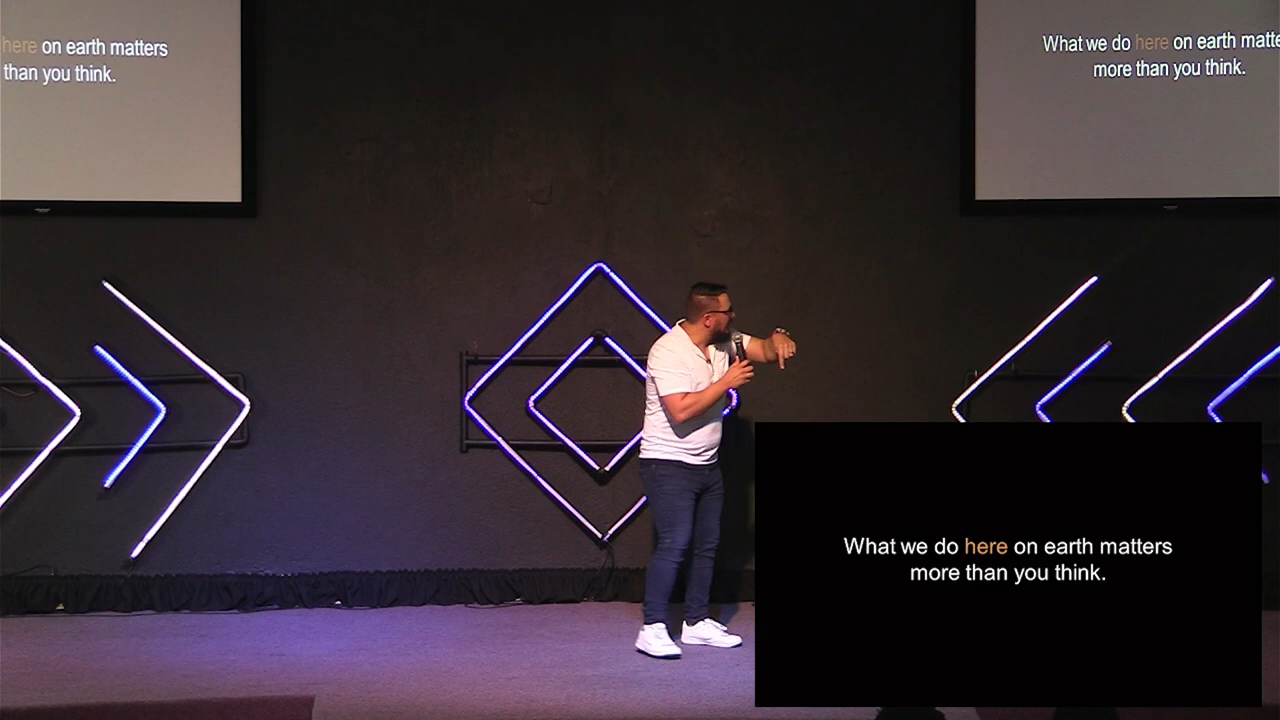 here on earth matters
than you think.
What we do here on earth matte
more than you think.
What we do here on earth matters
more than you think.